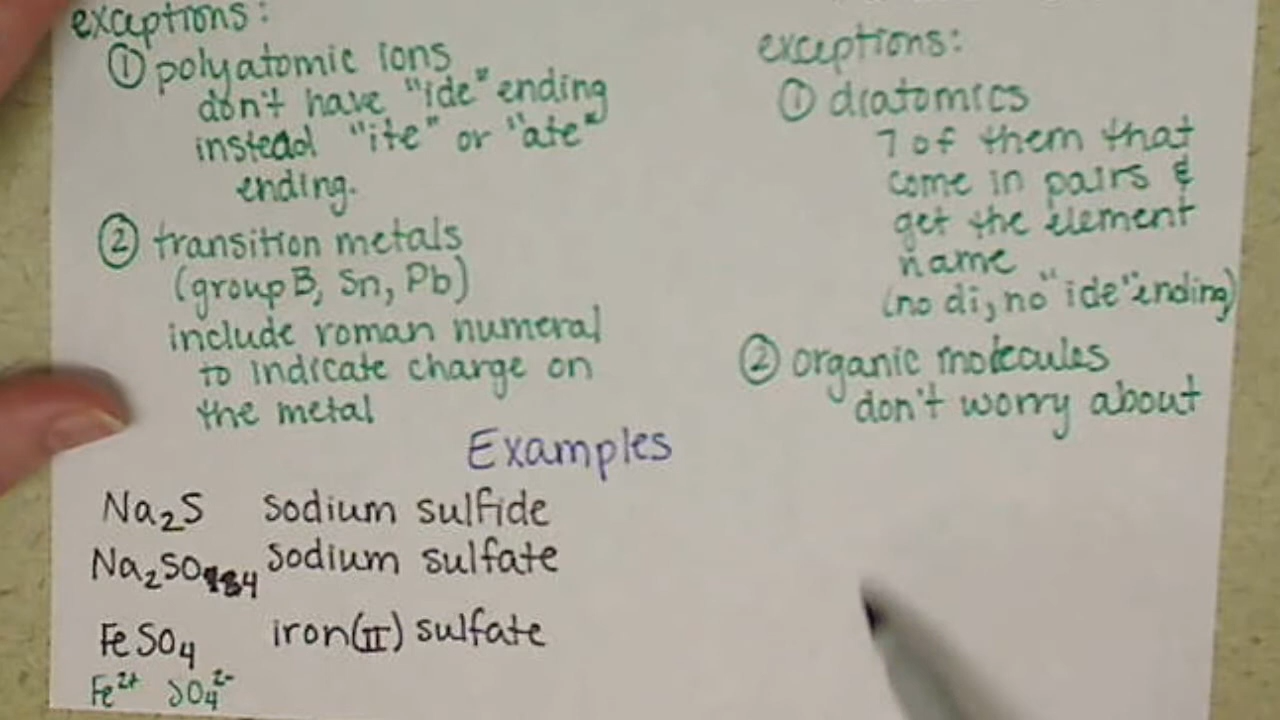 exceptions:
① polyatomic ions
don't have "ide" ending
instead "ite" or "ate"
ending.
② transition metals
(group B, Sn, Pb)
include roman numeral
to indicate charge on
the metal
exceptions:
① diatomics
7 of them that
come in pairs &
get the element
name
(no di, no "ide" ending)
② organic molecules
don't worry about
Examples
Na₂S sodium sulfide
Na₂SO₄ sodium sulfate
FeSO₄ iron(II) sulfate
Fe²⁺ SO₄²⁻